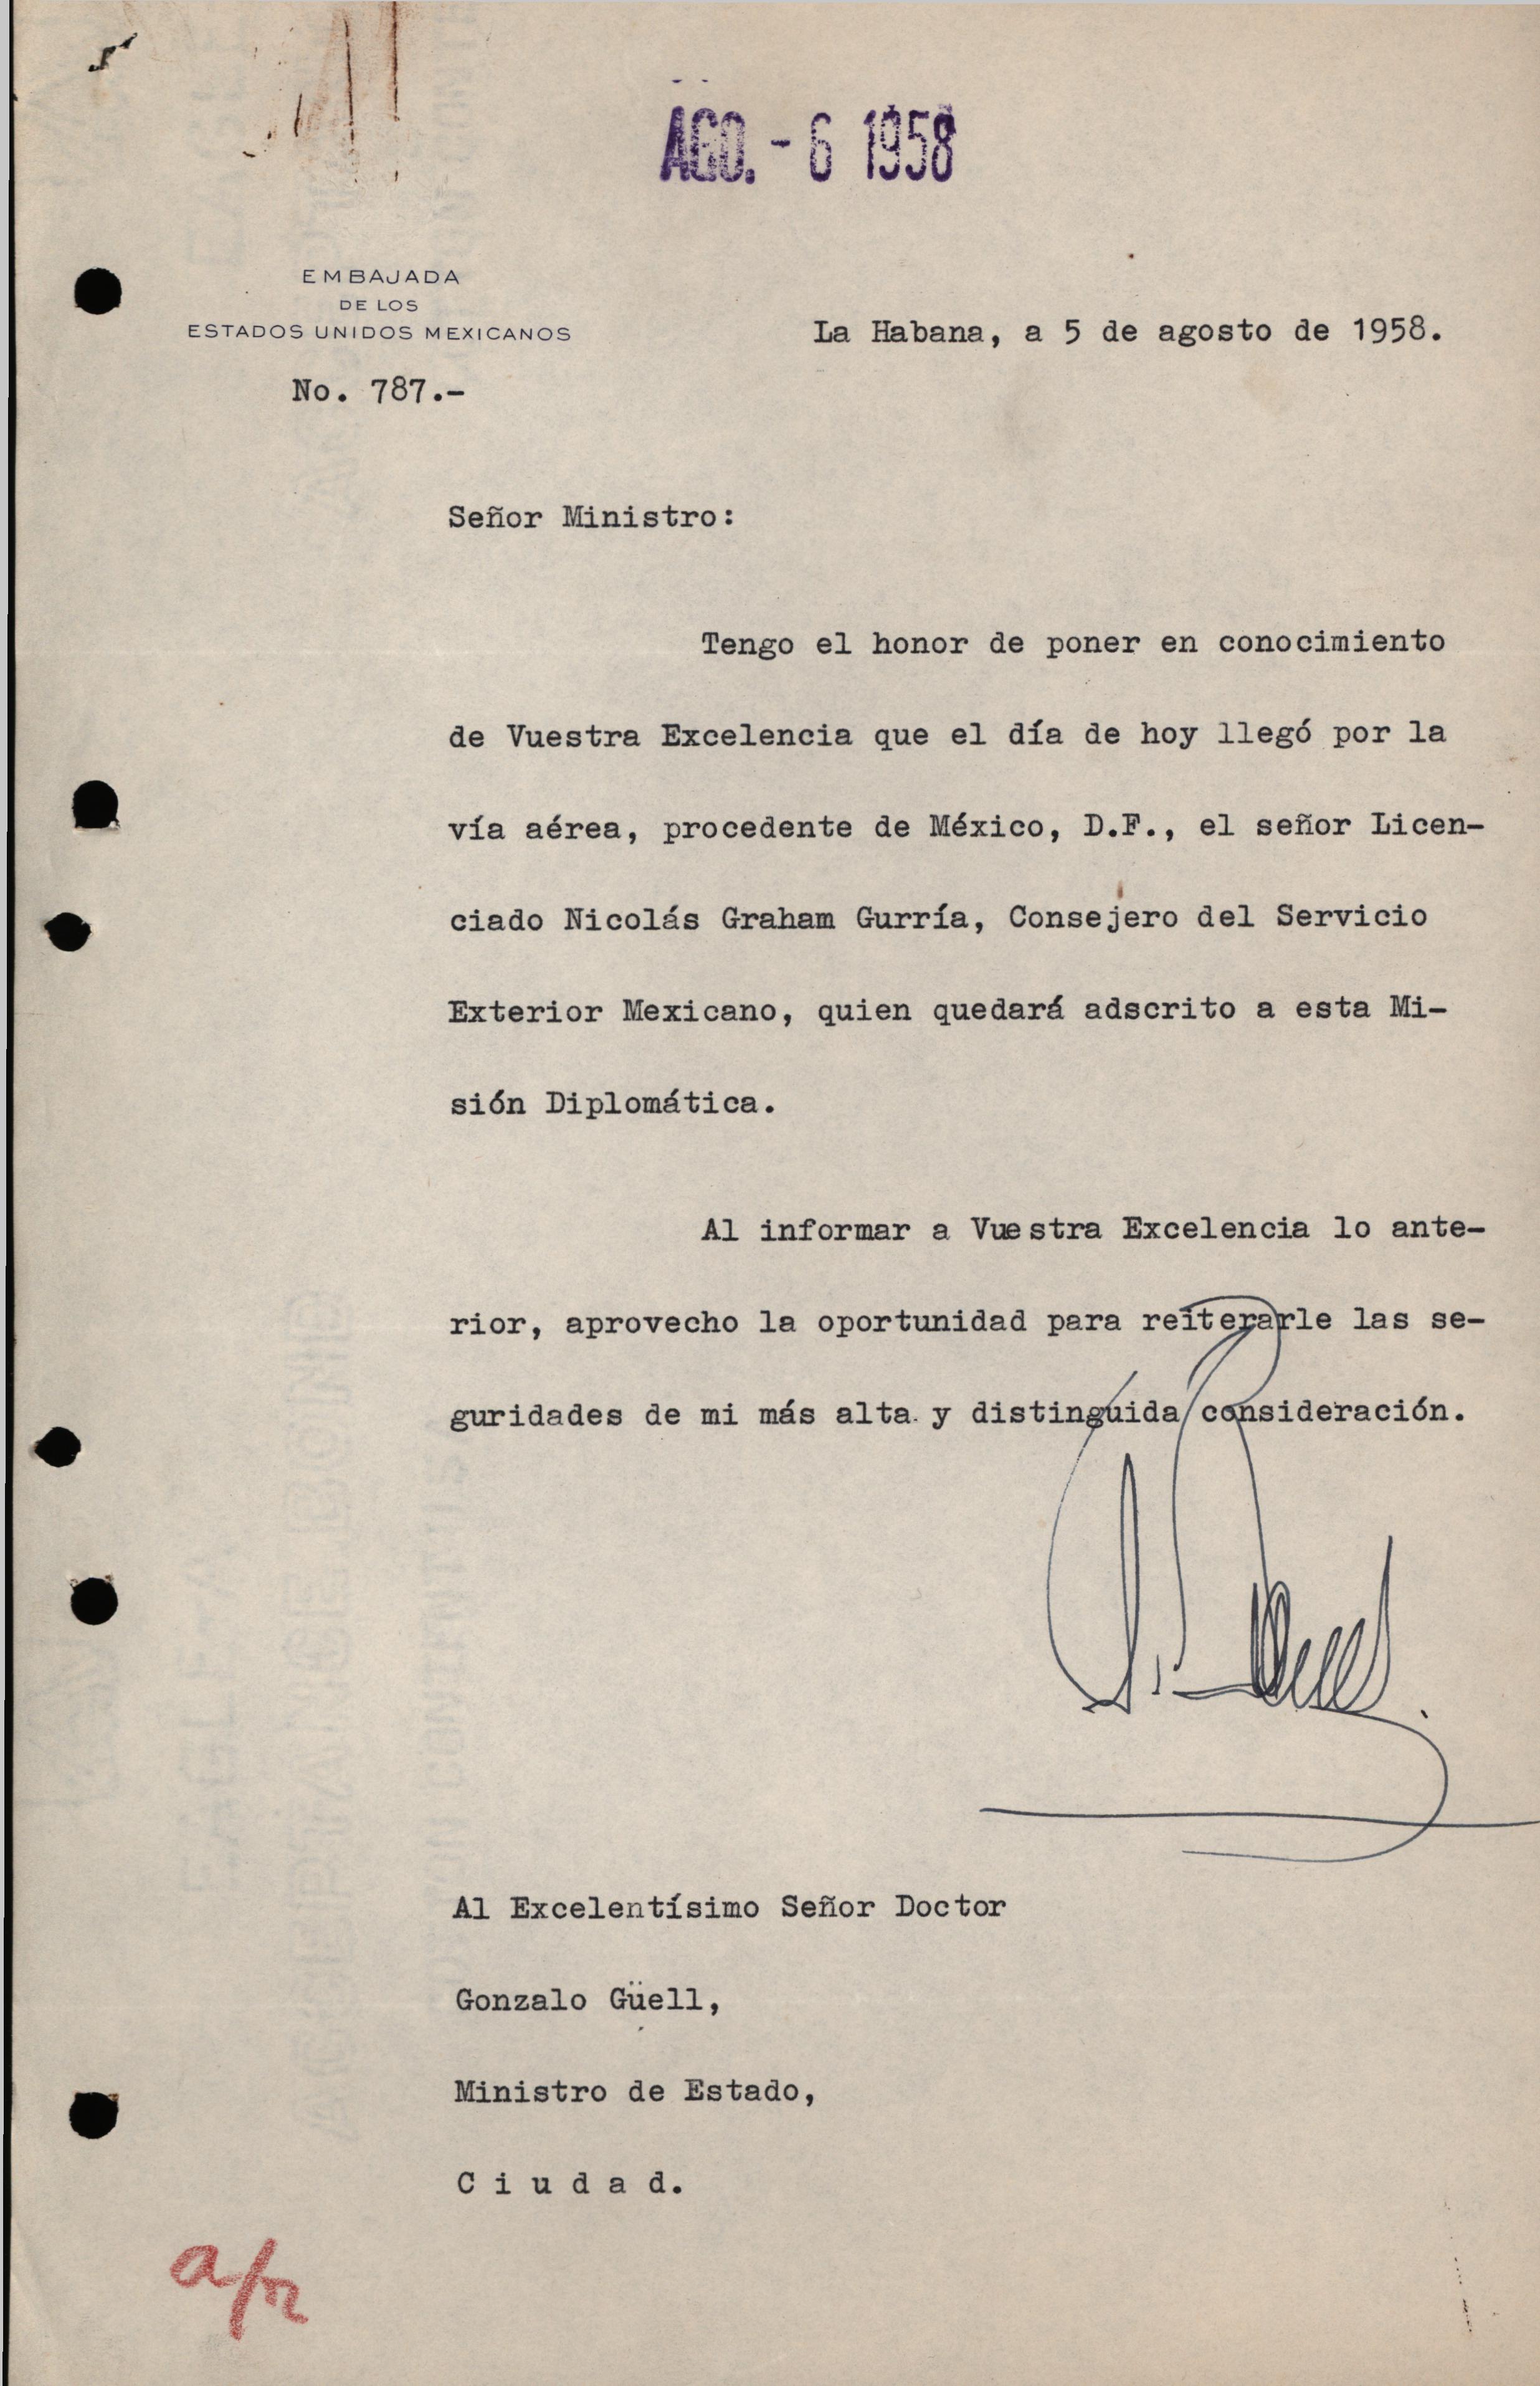 AGO. - 6 1958
EMBAJADA
DE LOS
ESTADOS UNIDOS MEXICANOS
La Habana, a 5 de agosto de 1958.
No. 787.-
Señor Ministro:
Tengo el honor de poner en conocimiento
de Vuestra Excelencia que el día de hoy llegó por la
vía aérea, procedente de México, D.F., el señor Licen-
ciado Nicolás Graham Gurría, Consejero del Servicio
Exterior Mexicano, quien quedará adscrito a esta Mi-
sión Diplomática.
Al informar a Vuestra Excelencia lo ante-
rior, aprovecho la oportunidad para reiterarle las se-
guridades de mi más alta y distinguida consideración.
Al Excelentísimo Señor Doctor
Gonzalo Güell,
Ministro de Estado,
C i u d a d.